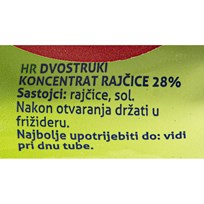 HR DVOSTRUKI
KONCENTRAT RAJČICE 28%
Sastojci: rajčice, sol.
Nakon otvaranja držati u
frižideru.
Najbolje upotrijebiti do: vidi
pri dnu tube.